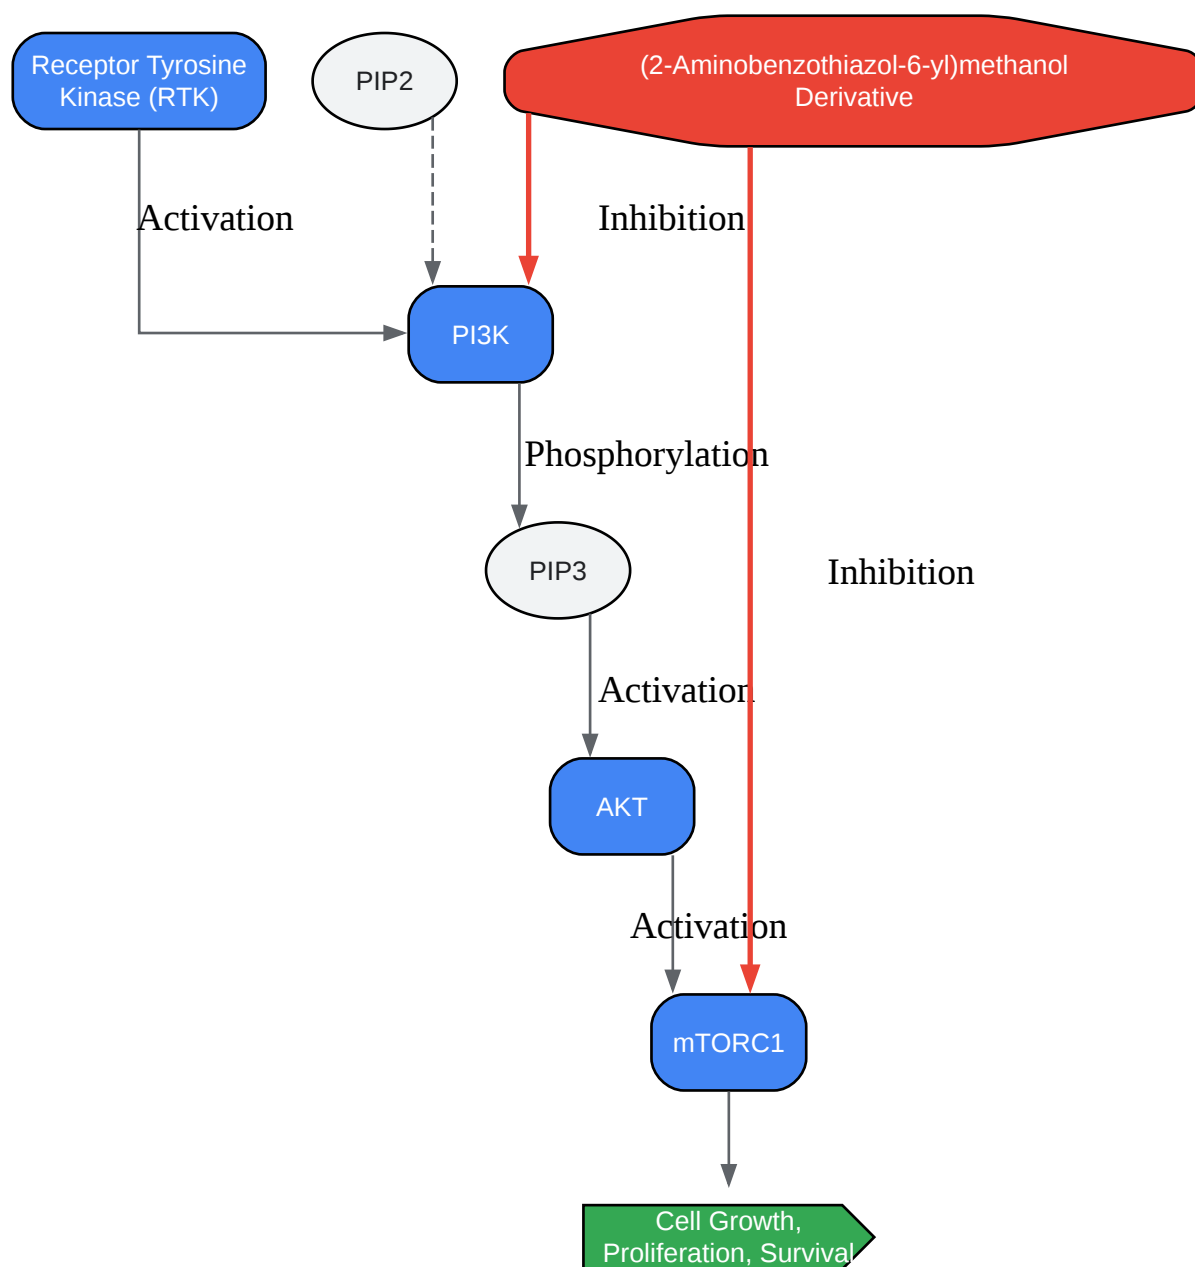 Receptor Tyrosine
Kinase (RTK)
PIP2
(2-Aminobenzothiazol-6-yl)methanol
Derivative
Activation
Inhibition
PI3K
Phosphorylation
PIP3
Inhibition
Activation
AKT
Activation
mTORC1
Cell Growth,
Proliferation, Survival